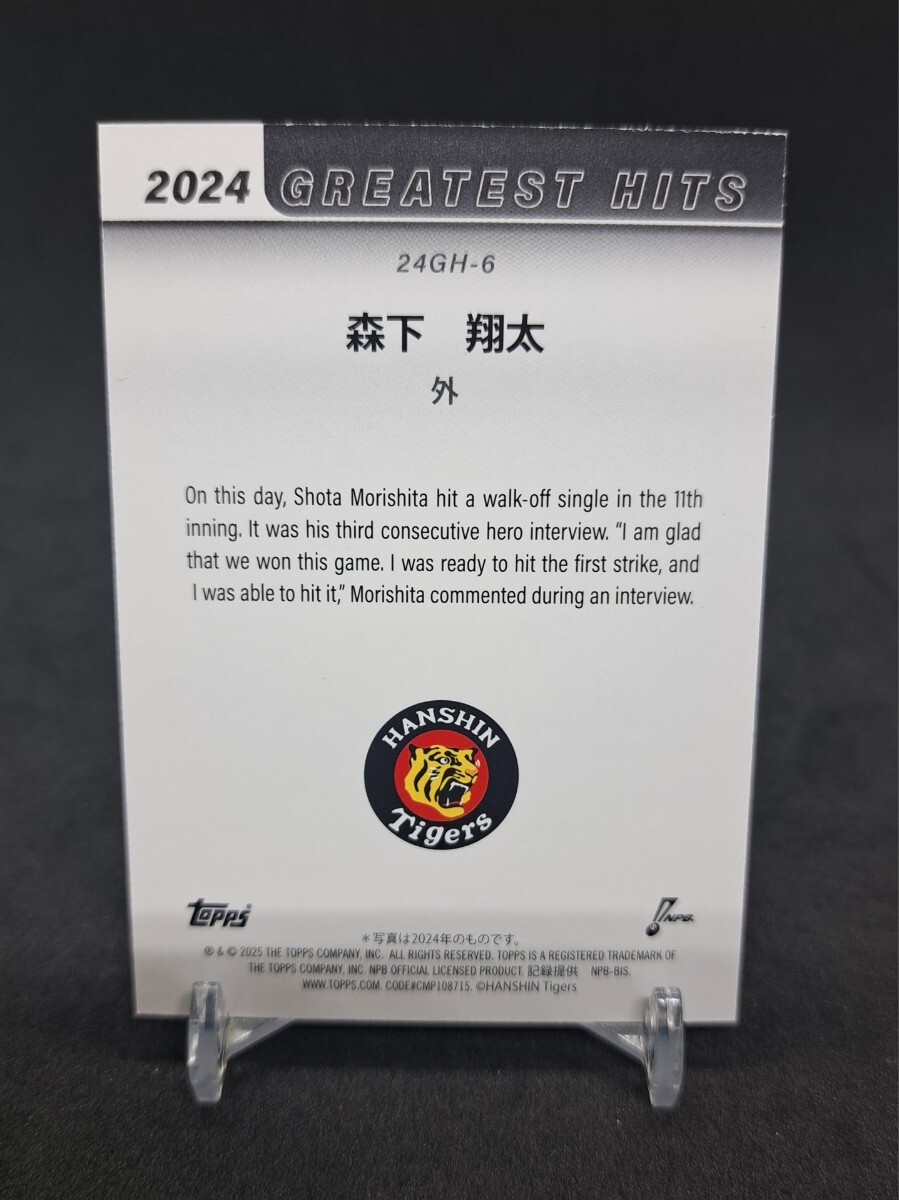 2024 GREATEST HITS
24GH-6
森下 翔太
外
On this day, Shota Morishita hit a walk-off single in the 11th
inning. It was his third consecutive hero interview. “I am glad
that we won this game. I was ready to hit the first strike, and
I was able to hit it,” Morishita commented during an interview.
HANSHIN
Tigers
Topps
NPB.
＊写真は2024年のものです。
® & © 2025 THE TOPPS COMPANY, INC. ALL RIGHTS RESERVED. TOPPS IS A REGISTERED TRADEMARK OF
THE TOPPS COMPANY, INC. NPB OFFICIAL LICENSED PRODUCT. 記録提供 NPB-BIS.
WWW.TOPPS.COM. CODE#CMP108715. ©HANSHIN Tigers